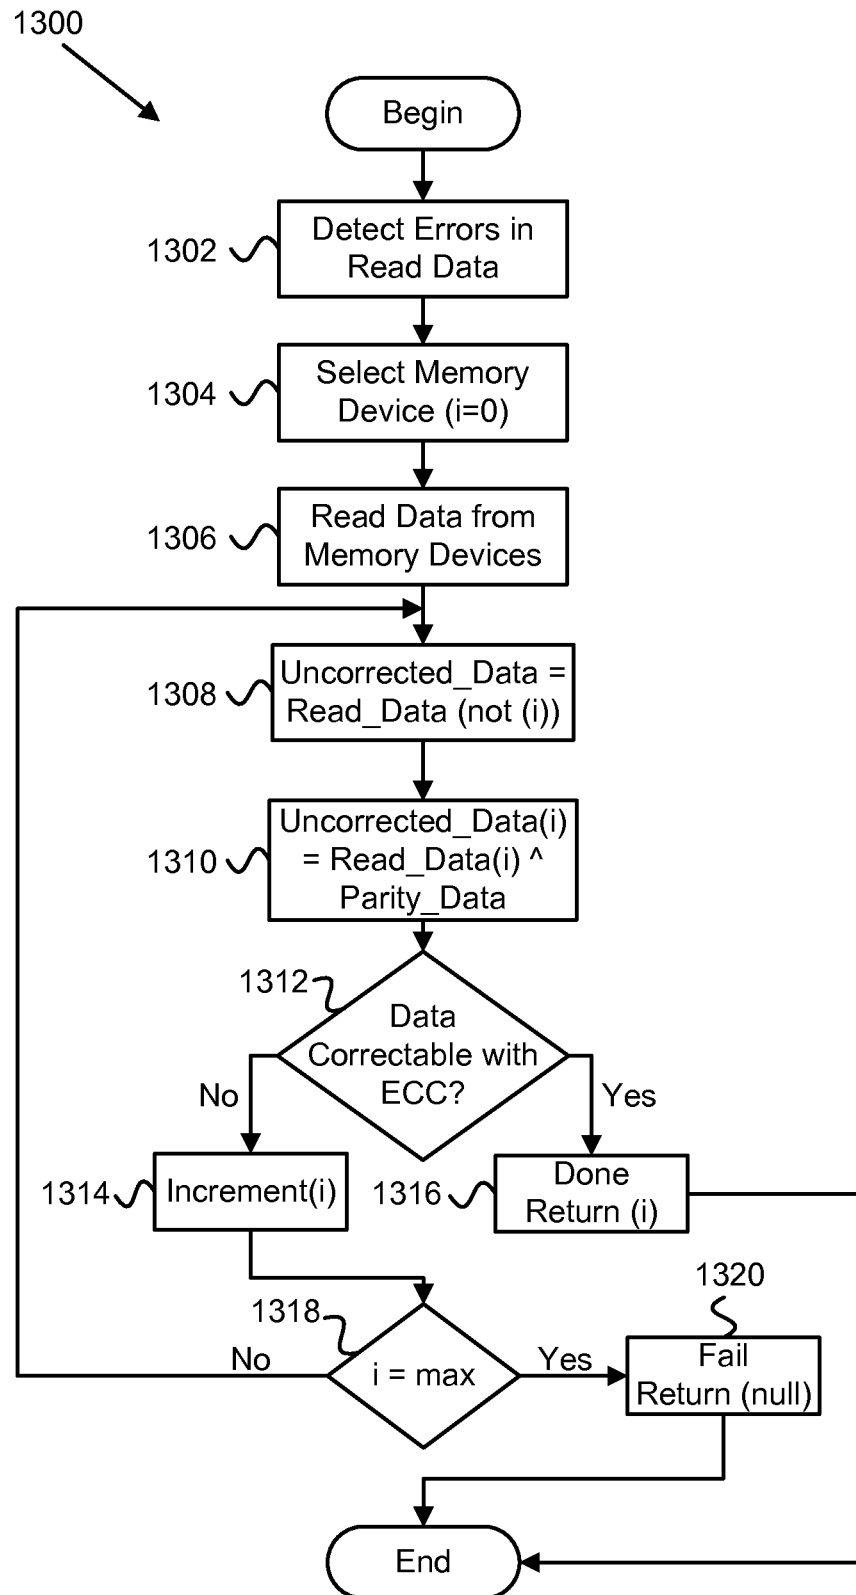 1300
Begin
1302
Detect Errors in
Read Data
1304
Select Memory
Device (i=0)
1306
Read Data from
Memory Devices
1308
Uncorrected_Data =
Read_Data (not (i))
1310
Uncorrected_Data(i)
= Read_Data(i) ^
Parity_Data
1312
Data
Correctable with
ECC?
No
Yes
1314
Increment(i)
1316
Done
Return (i)
1318
i = max
No
Yes
1320
Fail
Return (null)
End